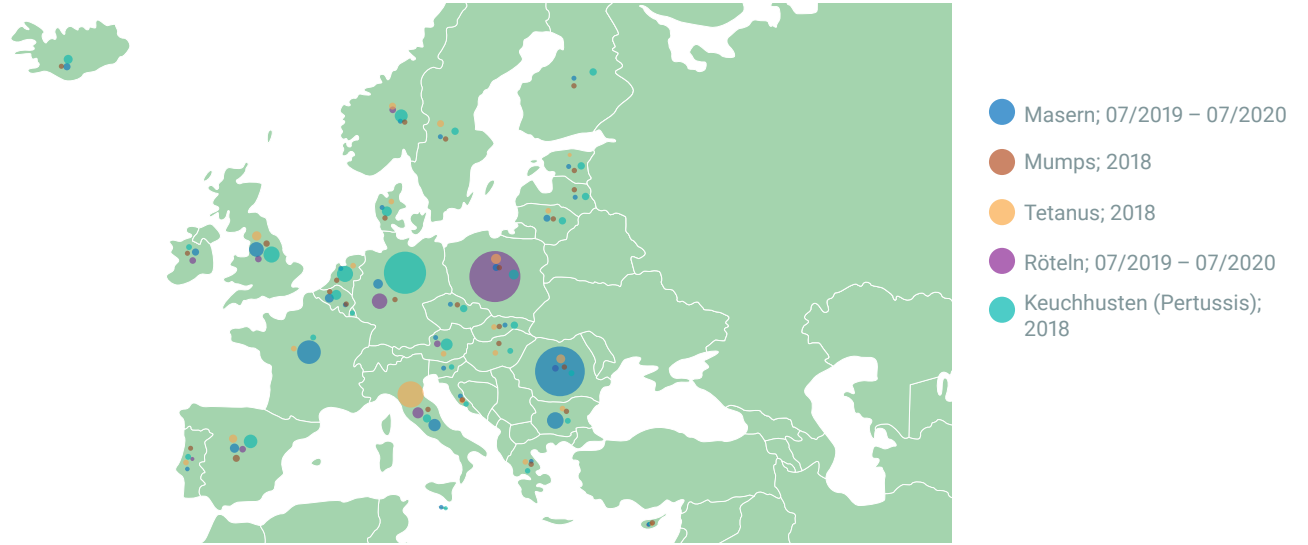 Masern; 07/2019 – 07/2020
Mumps; 2018
Tetanus; 2018
Röteln; 07/2019 – 07/2020
Keuchhusten (Pertussis);
2018